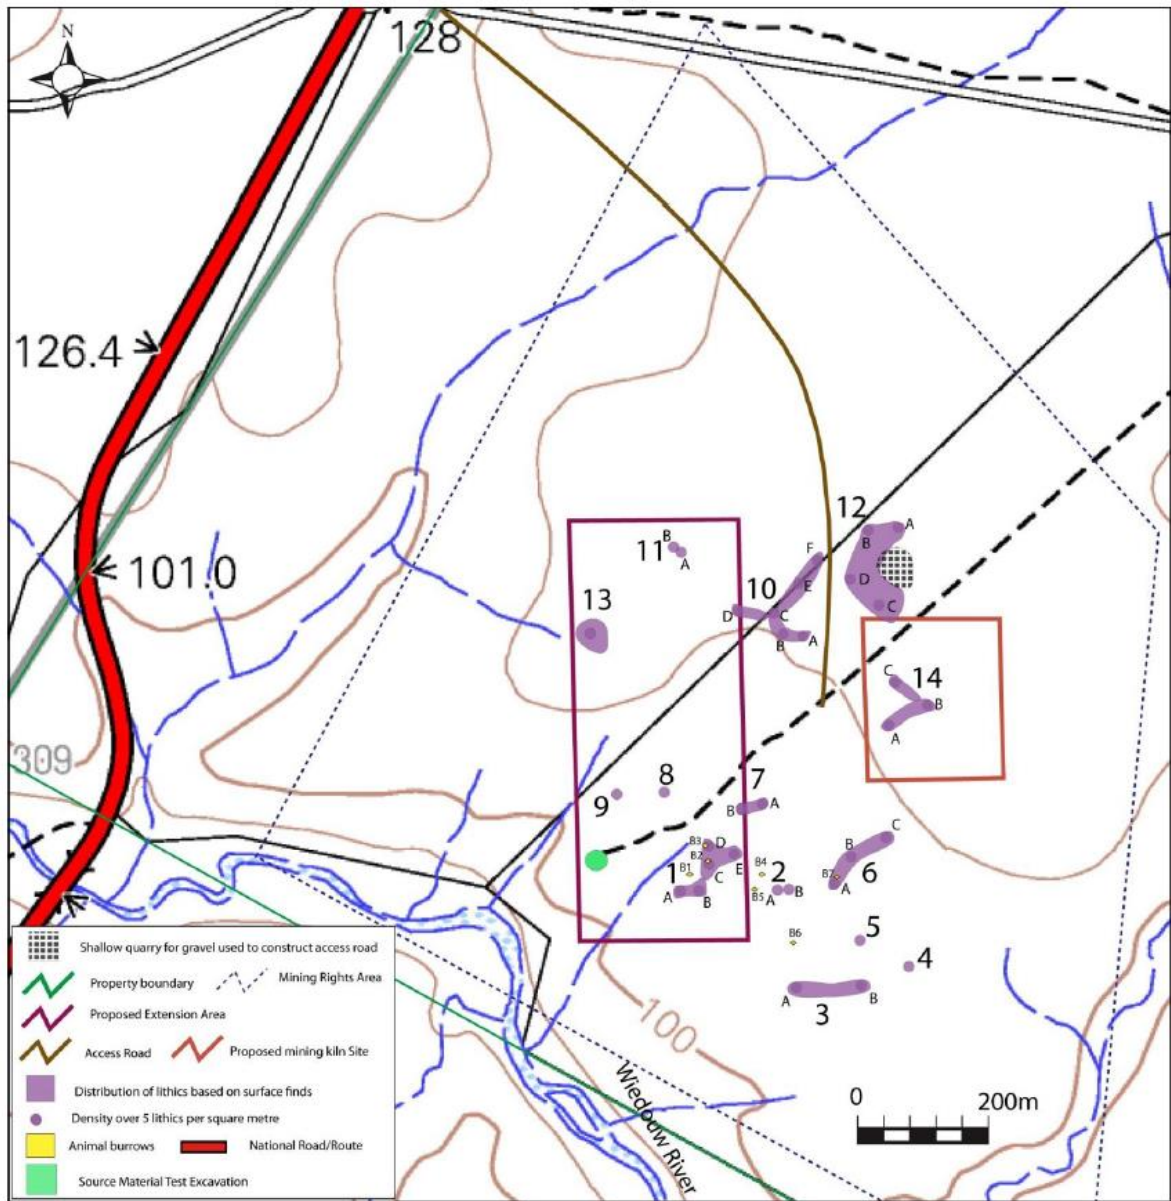 N
128
126.4
101.0
309
12
A
B
D
C
F
E
10
D
C
B
A
B
11
A
13
C
14
B
A
8
9
7
A
B
B3
D
B2
E
B1
1
C
A
B
B4
2
B5
A
B
C
B
6
B7
A
B6
5
4
A
B
3
100
Wiedouw River
0
200m
Shallow quarry for gravel used to construct access road
Property boundary
Mining Rights Area
Proposed Extension Area
Access Road
Proposed mining kiln Site
Distribution of lithics based on surface finds
Density over 5 lithics per square metre
Animal burrows
National Road/Route
Source Material Test Excavation